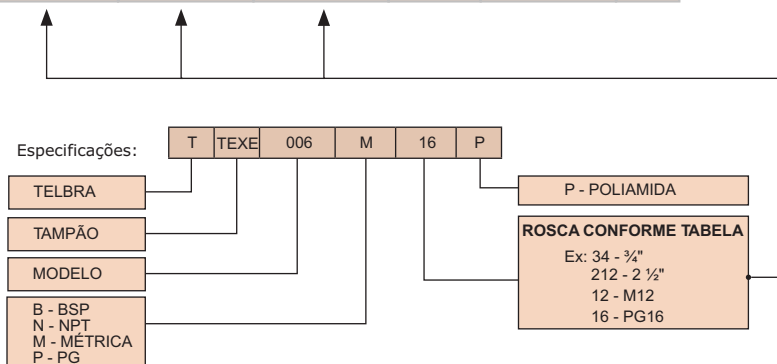 Especificações:
T TEXE 006 M 16 P
TELBRA
TAMPÃO
MODELO
B - BSP
N - NPT
M - MÉTRICA
P - PG
P - POLIAMIDA
ROSCA CONFORME TABELA
Ex: 34 - ¾"
212 - 2 ½"
12 - M12
16 - PG16